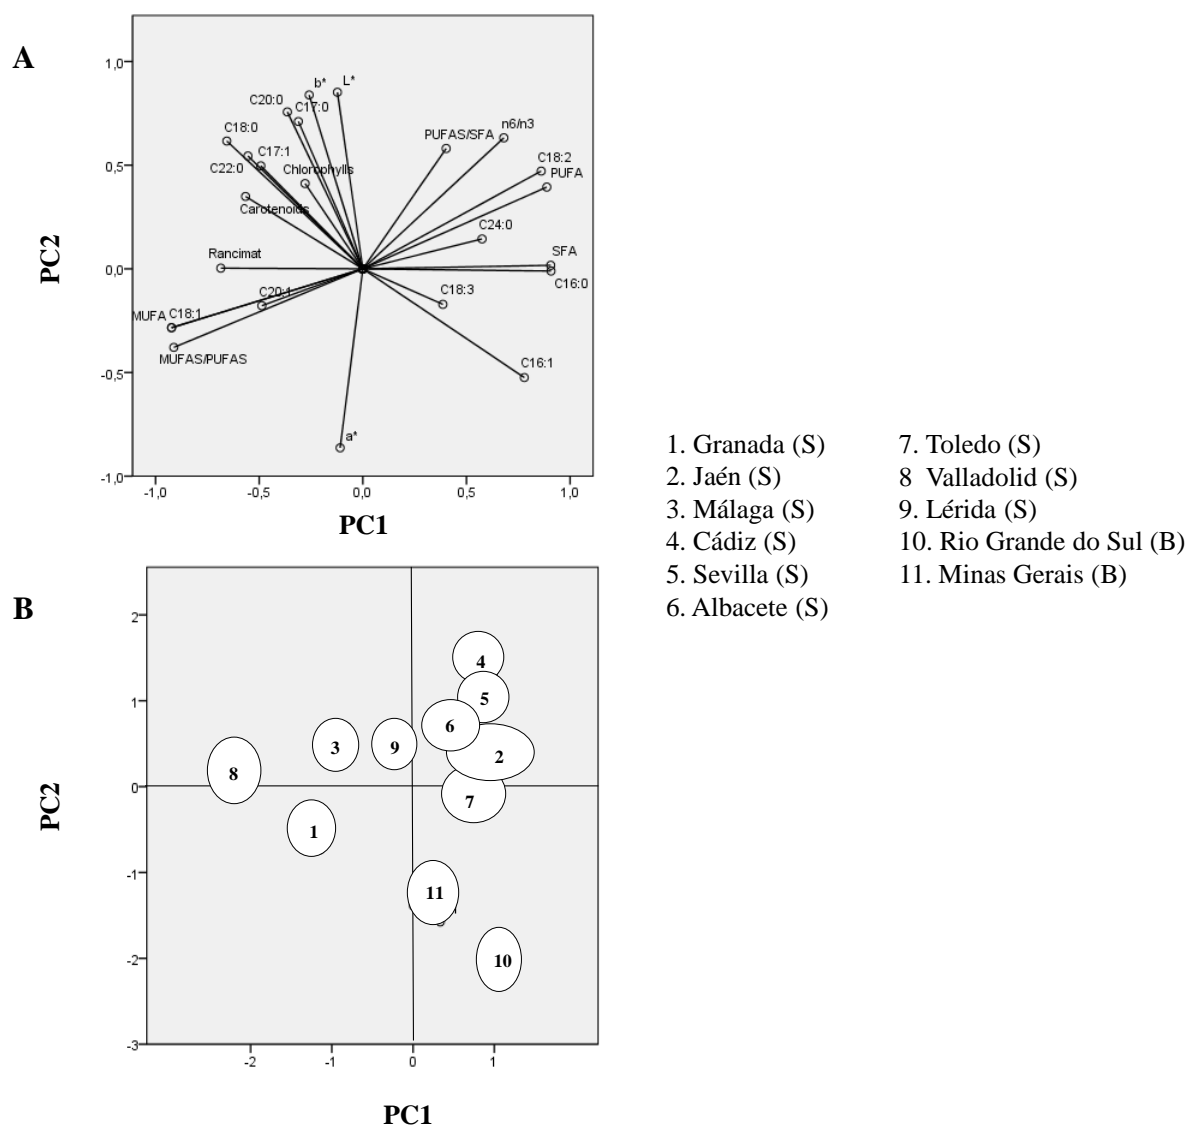 A
PC2
1,0
0,5
0,0
-0,5
-1,0
b*
L*
C20:0
C17:0
C18:0
C17:1
C22:0
Chlorophylls
Carotenoids
Rancimat
C20:1
MUFA
C18:1
MUFAS/PUFAS
a*
PUFAS/SFA
n6/n3
C18:2
PUFA
C24:0
SFA
C16:0
C18:3
C16:1
-1,0
-0,5
0,0
0,5
1,0
PC1
1. Granada (S)
2. Jaén (S)
3. Málaga (S)
4. Cádiz (S)
5. Sevilla (S)
6. Albacete (S)
7. Toledo (S)
8 Valladolid (S)
9. Lérida (S)
10. Rio Grande do Sul (B)
11. Minas Gerais (B)
B
PC2
2
1
0
-1
-2
-3
4
5
6
2
7
3
9
8
1
11
10
-2
-1
0
1
PC1